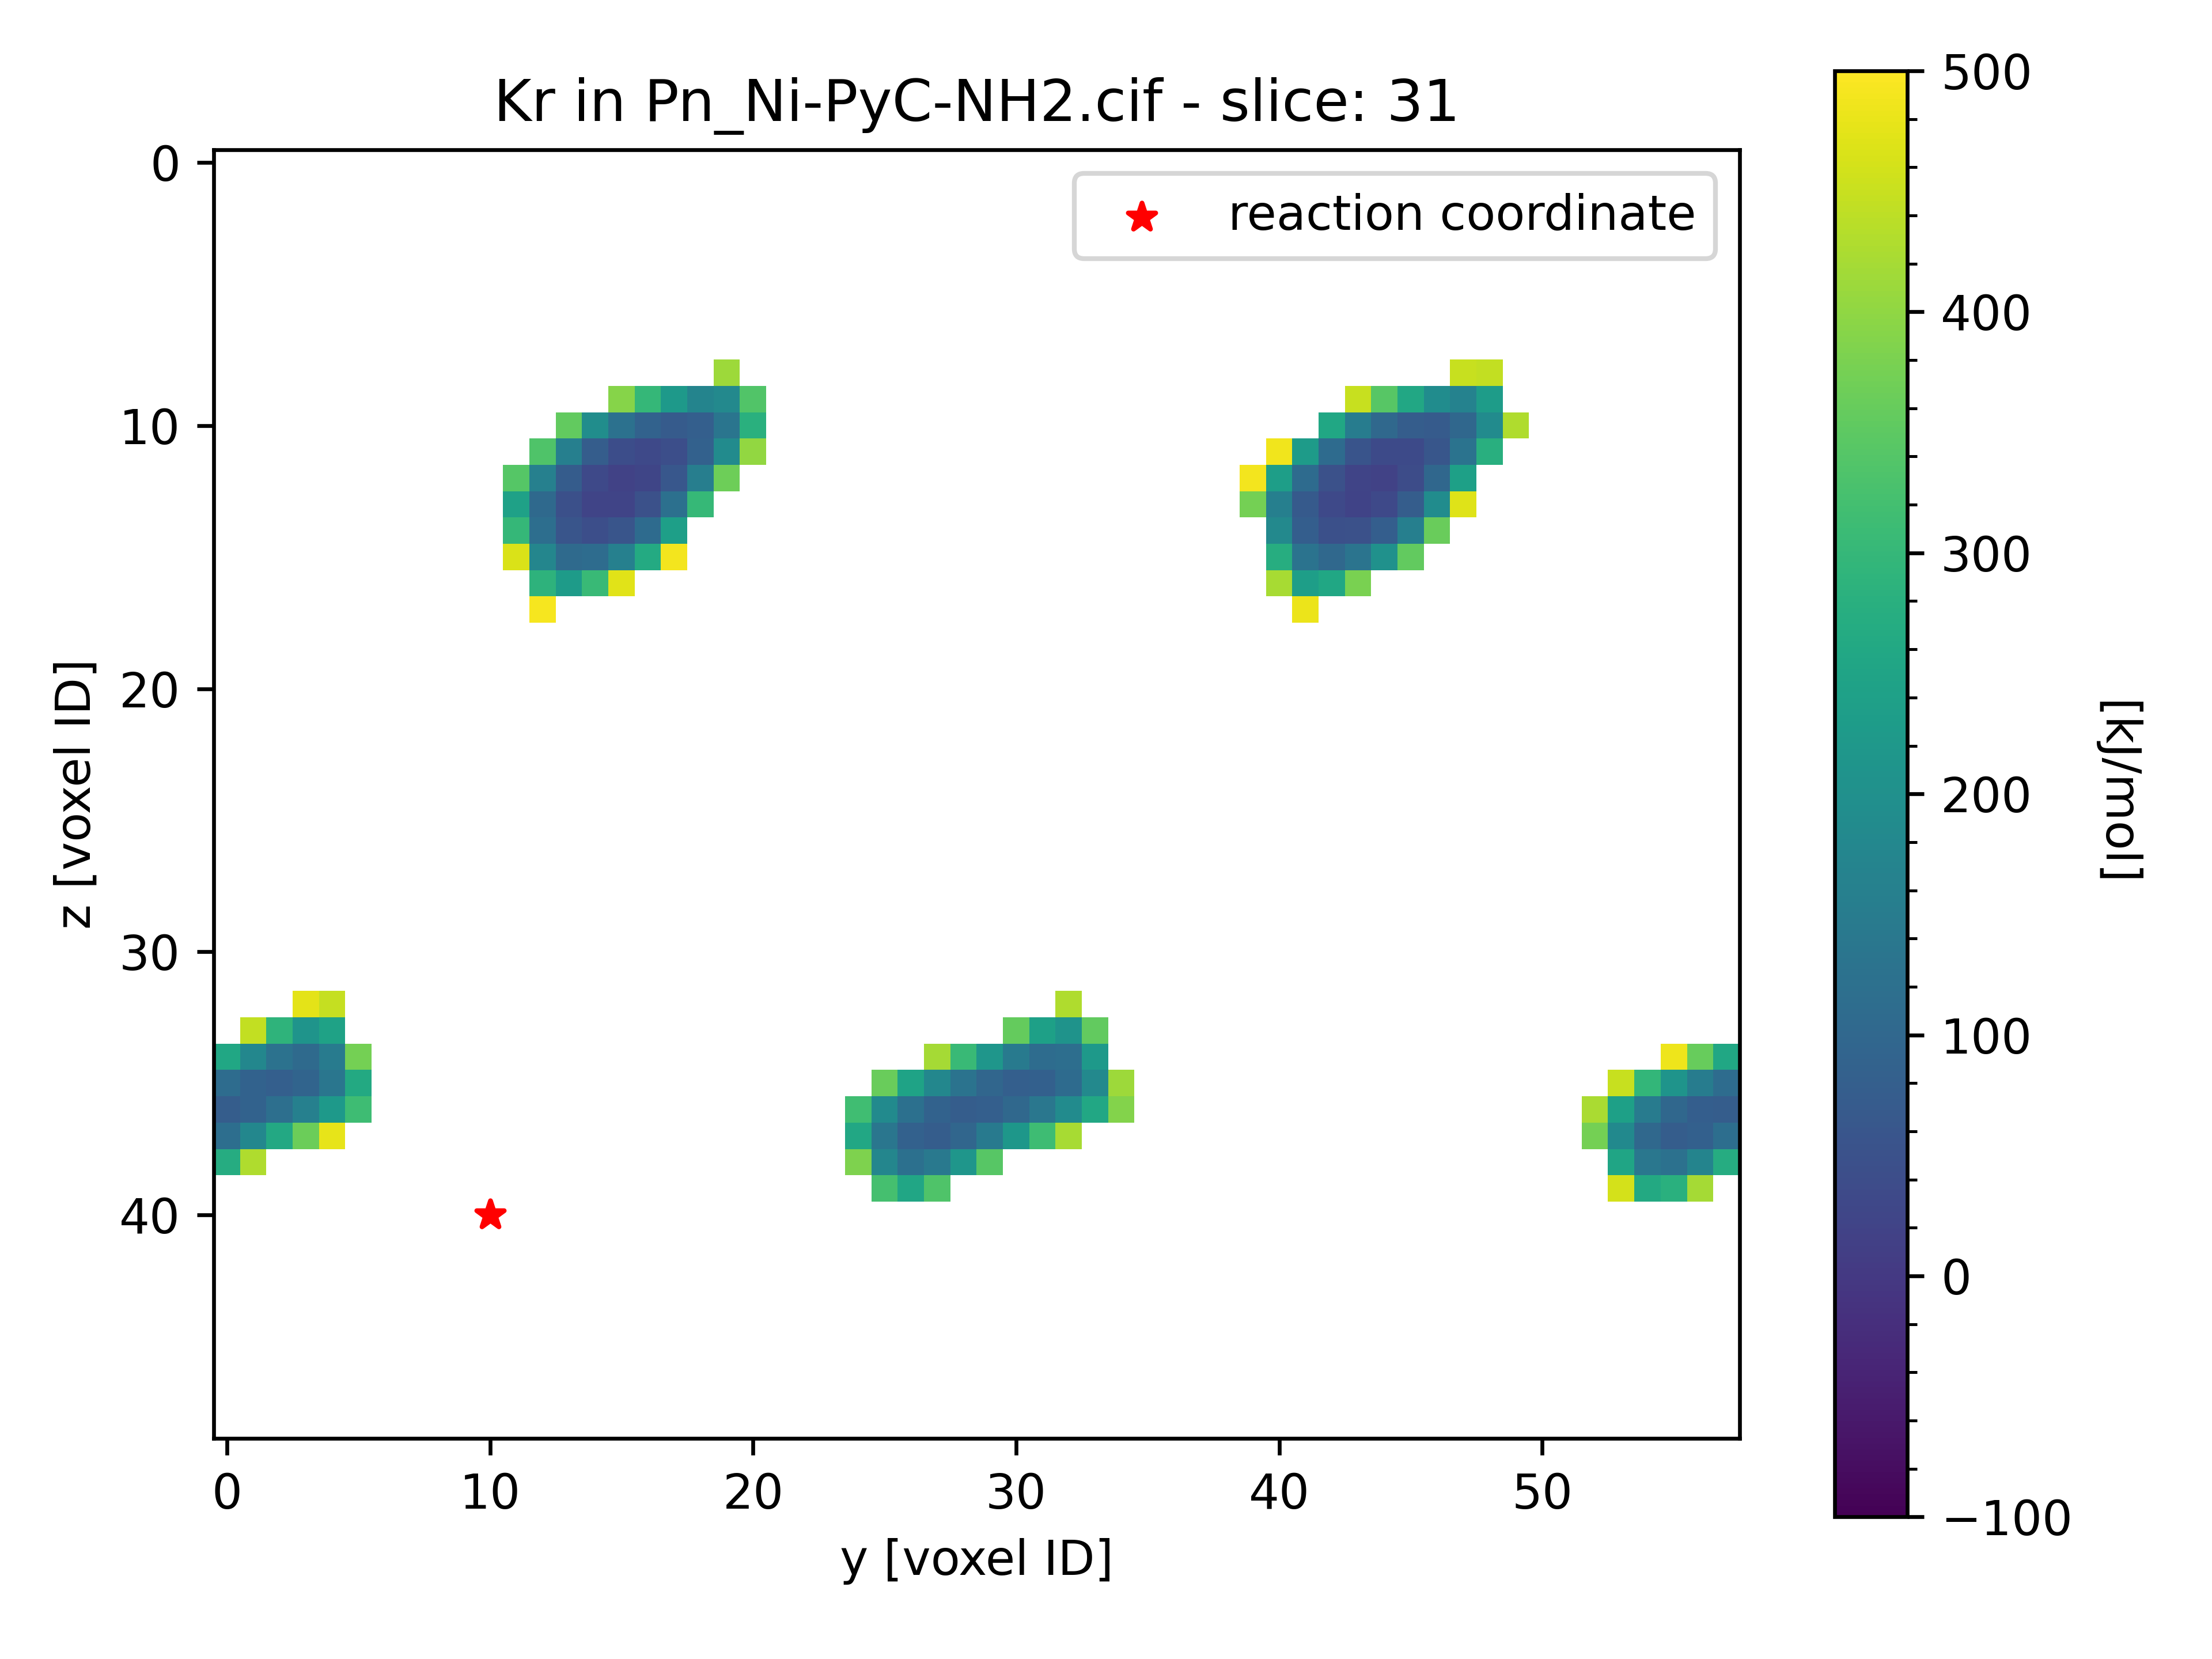 Kr in Pn_Ni-PyC-NH2.cif - slice: 31
reaction coordinate
0
10
20
30
40
z [voxel ID]
0 10 20 30 40 50
y [voxel ID]
500
400
300
200
100
0
−100
[kJ/mol]